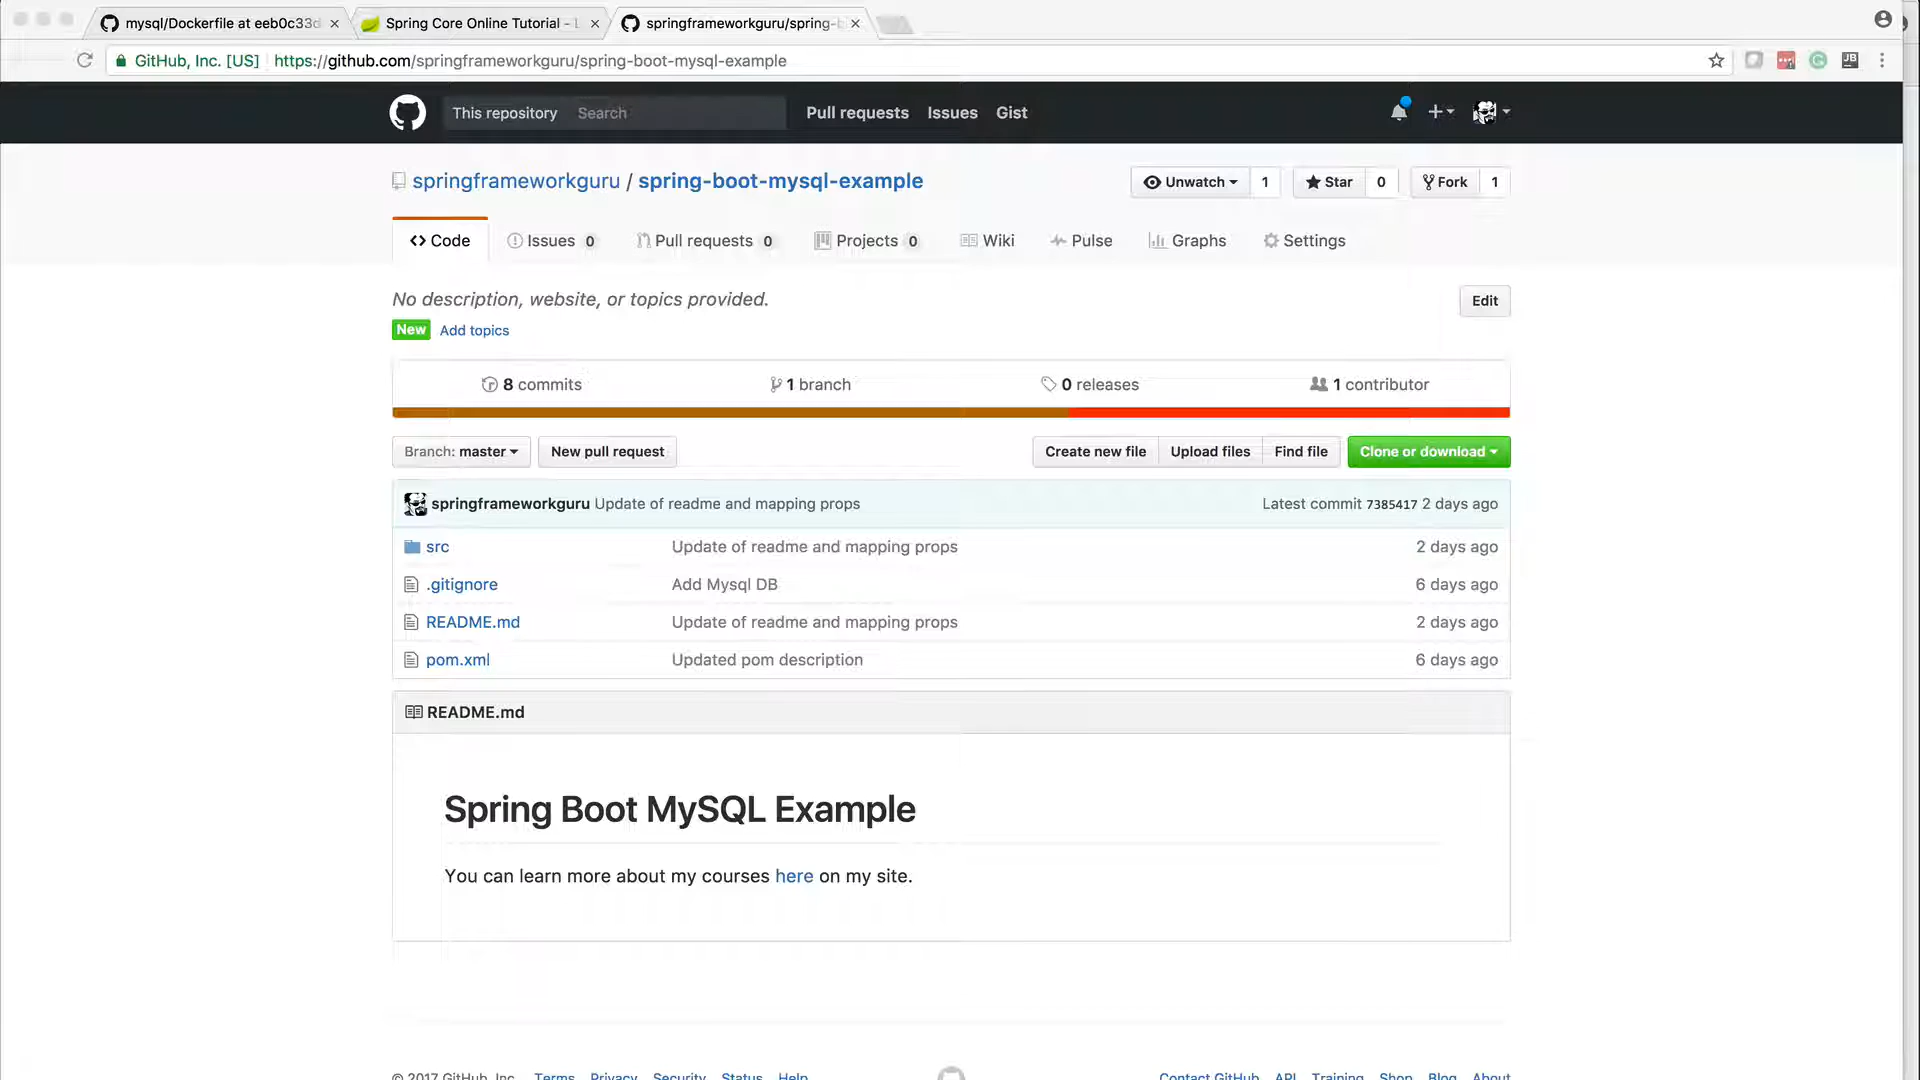 mysql/Dockerfile at eeb0c33d
Spring Core Online Tutorial - L
springframeworkguru/spring-b
GitHub, Inc. [US] https://github.com/springframeworkguru/spring-boot-mysql-example
This repository Search Pull requests Issues Gist
springframeworkguru / spring-boot-mysql-example
Unwatch 1 Star 0 Fork 1
Code Issues 0 Pull requests 0 Projects 0 Wiki Pulse Graphs Settings
No description, website, or topics provided. Edit
New Add topics
8 commits 1 branch 0 releases 1 contributor
Branch: master New pull request Create new file Upload files Find file Clone or download
springframeworkguru Update of readme and mapping props Latest commit 7385417 2 days ago
src Update of readme and mapping props 2 days ago
.gitignore Add Mysql DB 6 days ago
README.md Update of readme and mapping props 2 days ago
pom.xml Updated pom description 6 days ago
README.md
Spring Boot MySQL Example
You can learn more about my courses here on my site.
© 2017 GitHub, Inc. Terms Privacy Security Status Help Contact GitHub API Training Shop Blog About